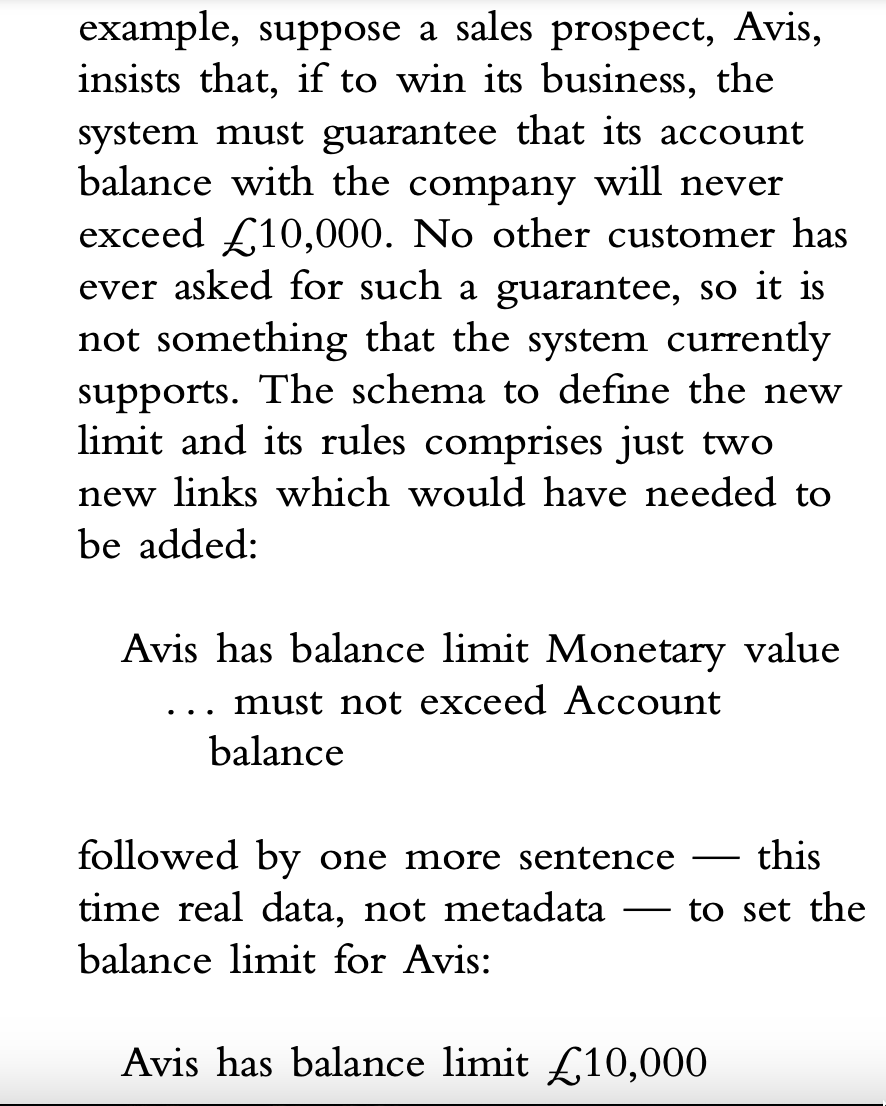 example, suppose a sales prospect, Avis,
insists that, if to win its business, the
system must guarantee that its account
balance with the company will never
exceed £10,000. No other customer has
ever asked for such a guarantee, so it is
not something that the system currently
supports. The schema to define the new
limit and its rules comprises just two
new links which would have needed to
be added:
Avis has balance limit Monetary value
... must not exceed Account
balance
followed by one more sentence — this
time real data, not metadata — to set the
balance limit for Avis:
Avis has balance limit £10,000